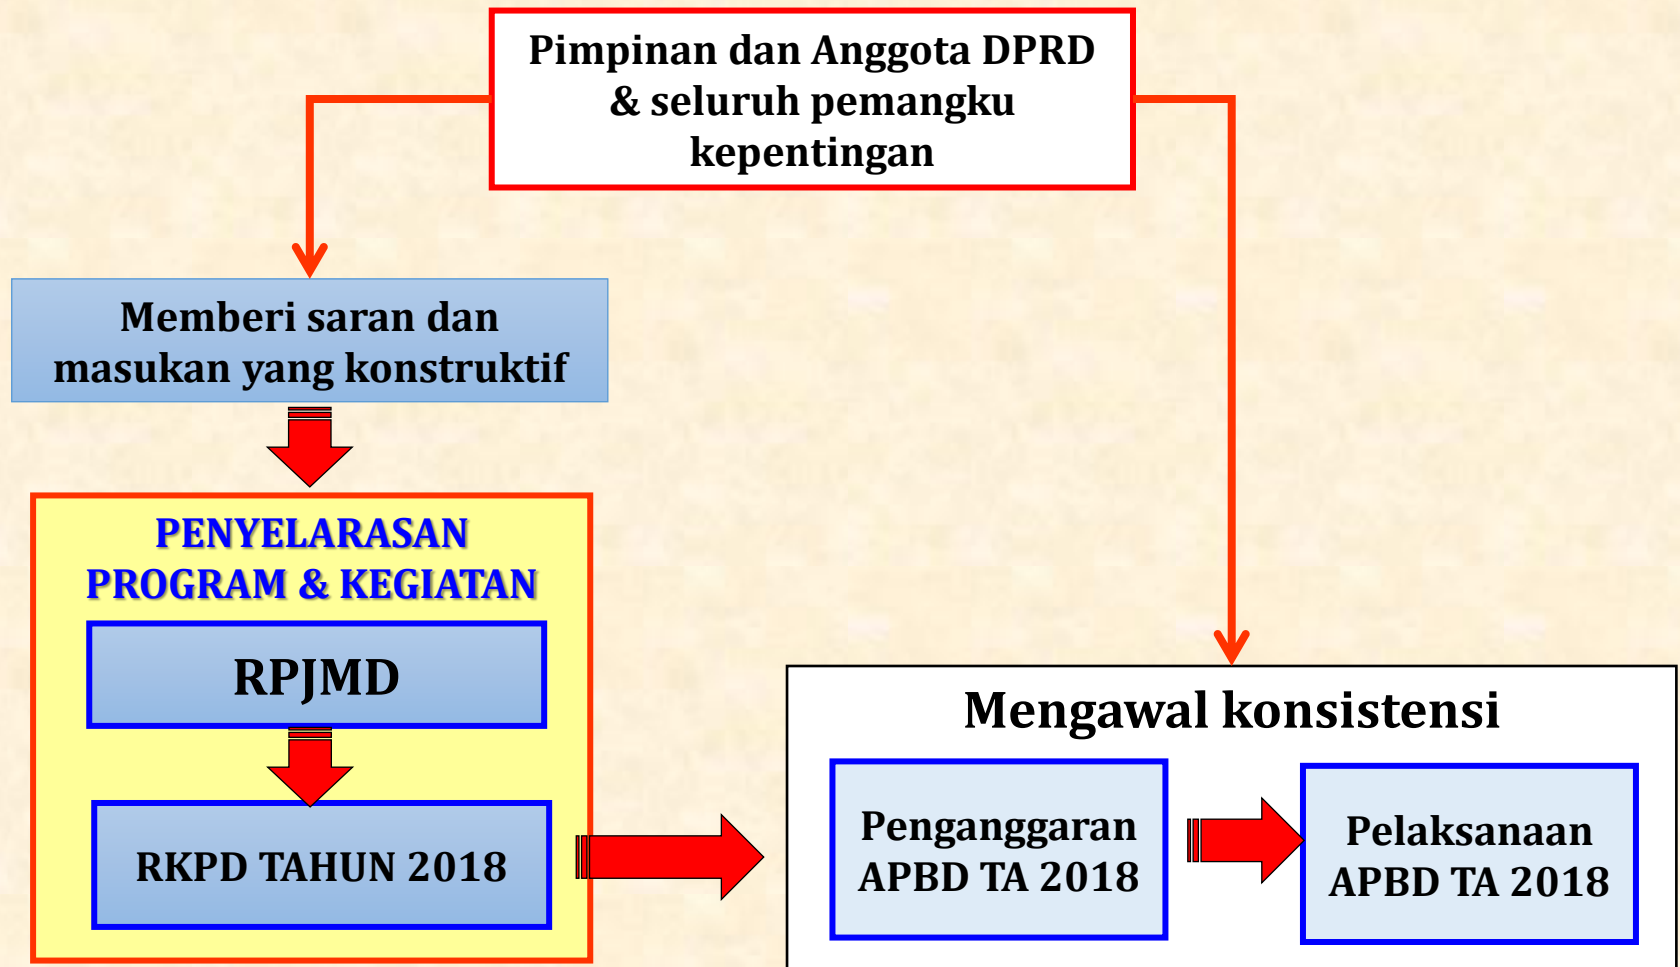 Pimpinan dan Anggota DPRD
& seluruh pemangku
kepentingan
Memberi saran dan
masukan yang konstruktif
PENYELARASAN
PROGRAM & KEGIATAN
RPJMD
RKPD TAHUN 2018
Mengawal konsistensi
Penganggaran
APBD TA 2018
Pelaksanaan
APBD TA 2018